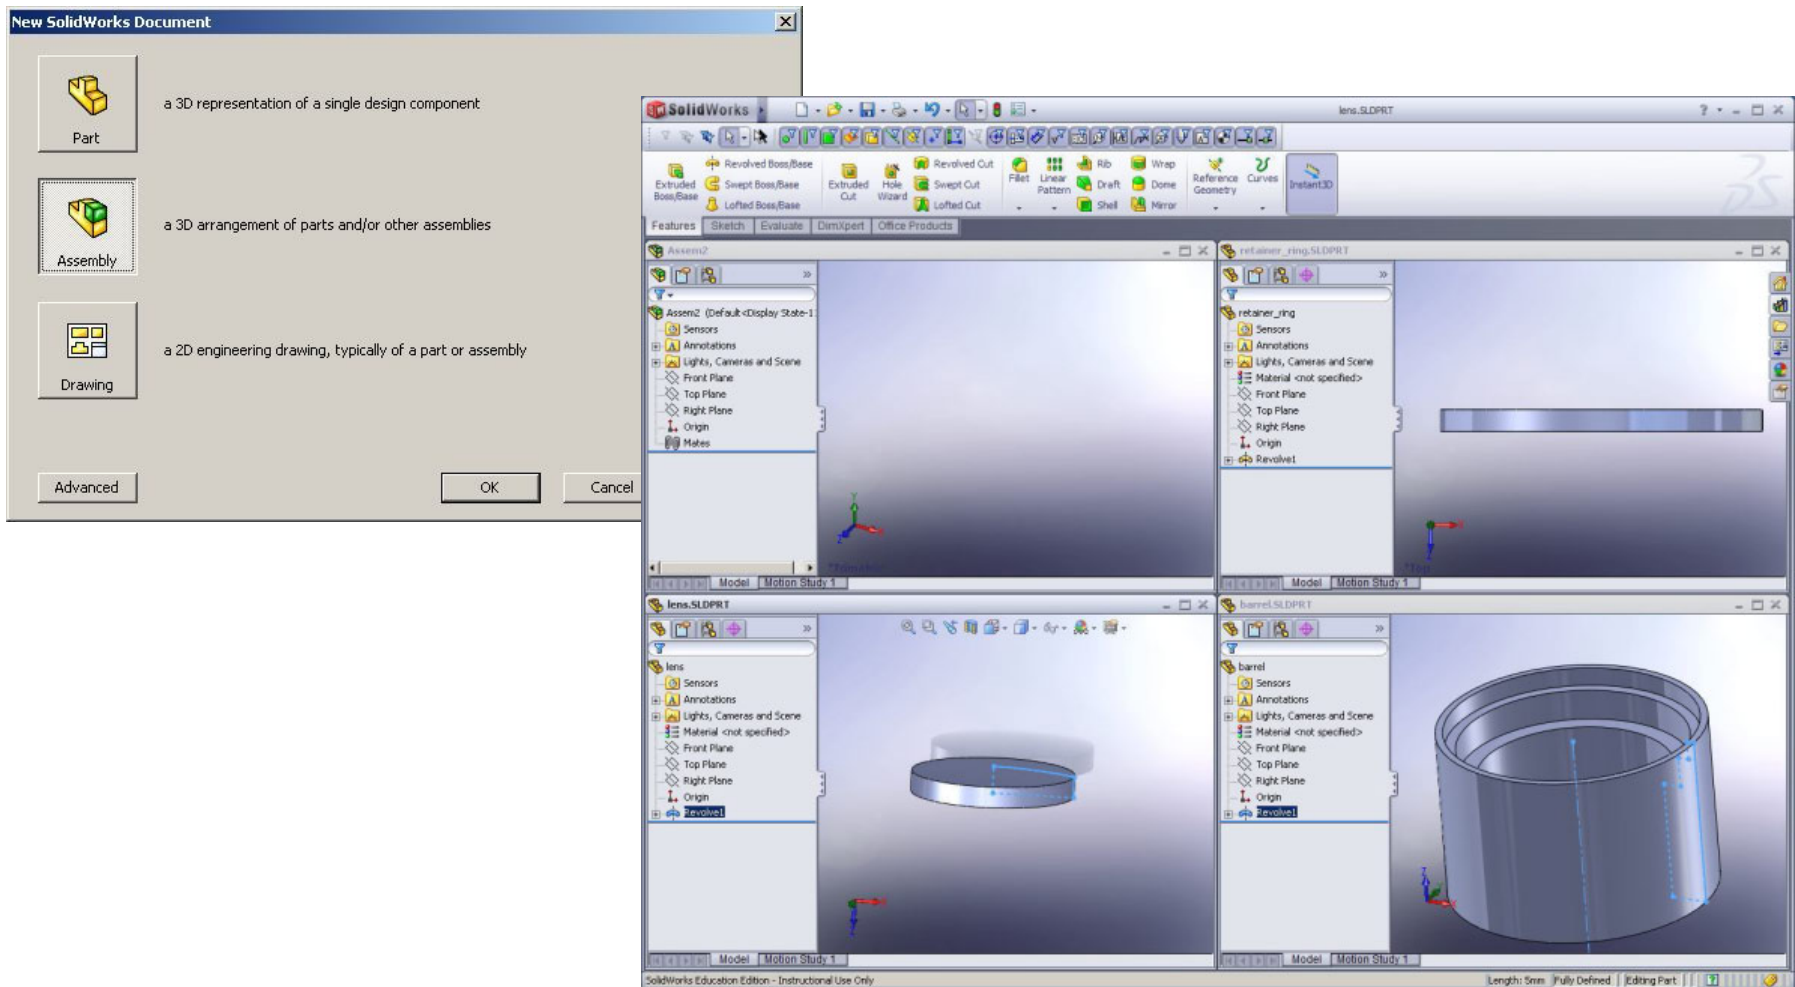 New SolidWorks Document
Part
a 3D representation of a single design component
Assembly
a 3D arrangement of parts and/or other assemblies
Drawing
a 2D engineering drawing, typically of a part or assembly
Advanced
OK
Cancel
SolidWorks
lens.SLDPRT
Extruded Boss/Base
Revolved Boss/Base
Swept Boss/Base
Lofted Boss/Base
Extruded Cut
Hole Wizard
Revolved Cut
Swept Cut
Lofted Cut
Fillet
Linear Pattern
Rib
Draft
Shell
Wrap
Dome
Mirror
Reference Geometry
Curves
Instant3D
Features Sketch Evaluate DimXpert Office Products
Assem2
Assem2 (Default<Display State-1
Sensors
Annotations
Lights, Cameras and Scene
Front Plane
Top Plane
Right Plane
Origin
Mates
Y
X
Z
*Trimetric
Model Motion Study 1
retainer_ring.SLDPRT
retainer_ring
Sensors
Annotations
Lights, Cameras and Scene
Material <not specified>
Front Plane
Top Plane
Right Plane
Origin
Revolve1
X
Z
*Top
Model Motion Study 1
lens.SLDPRT
lens
Sensors
Annotations
Lights, Cameras and Scene
Material <not specified>
Front Plane
Top Plane
Right Plane
Origin
Revolve1
X
Z
Model Motion Study 1
barrel.SLDPRT
barrel
Sensors
Annotations
Lights, Cameras and Scene
Material <not specified>
Front Plane
Top Plane
Right Plane
Origin
Revolve1
Z
Y
X
Model Motion Study 1
SolidWorks Education Edition - Instructional Use Only
Length: 5mm Fully Defined Editing Part